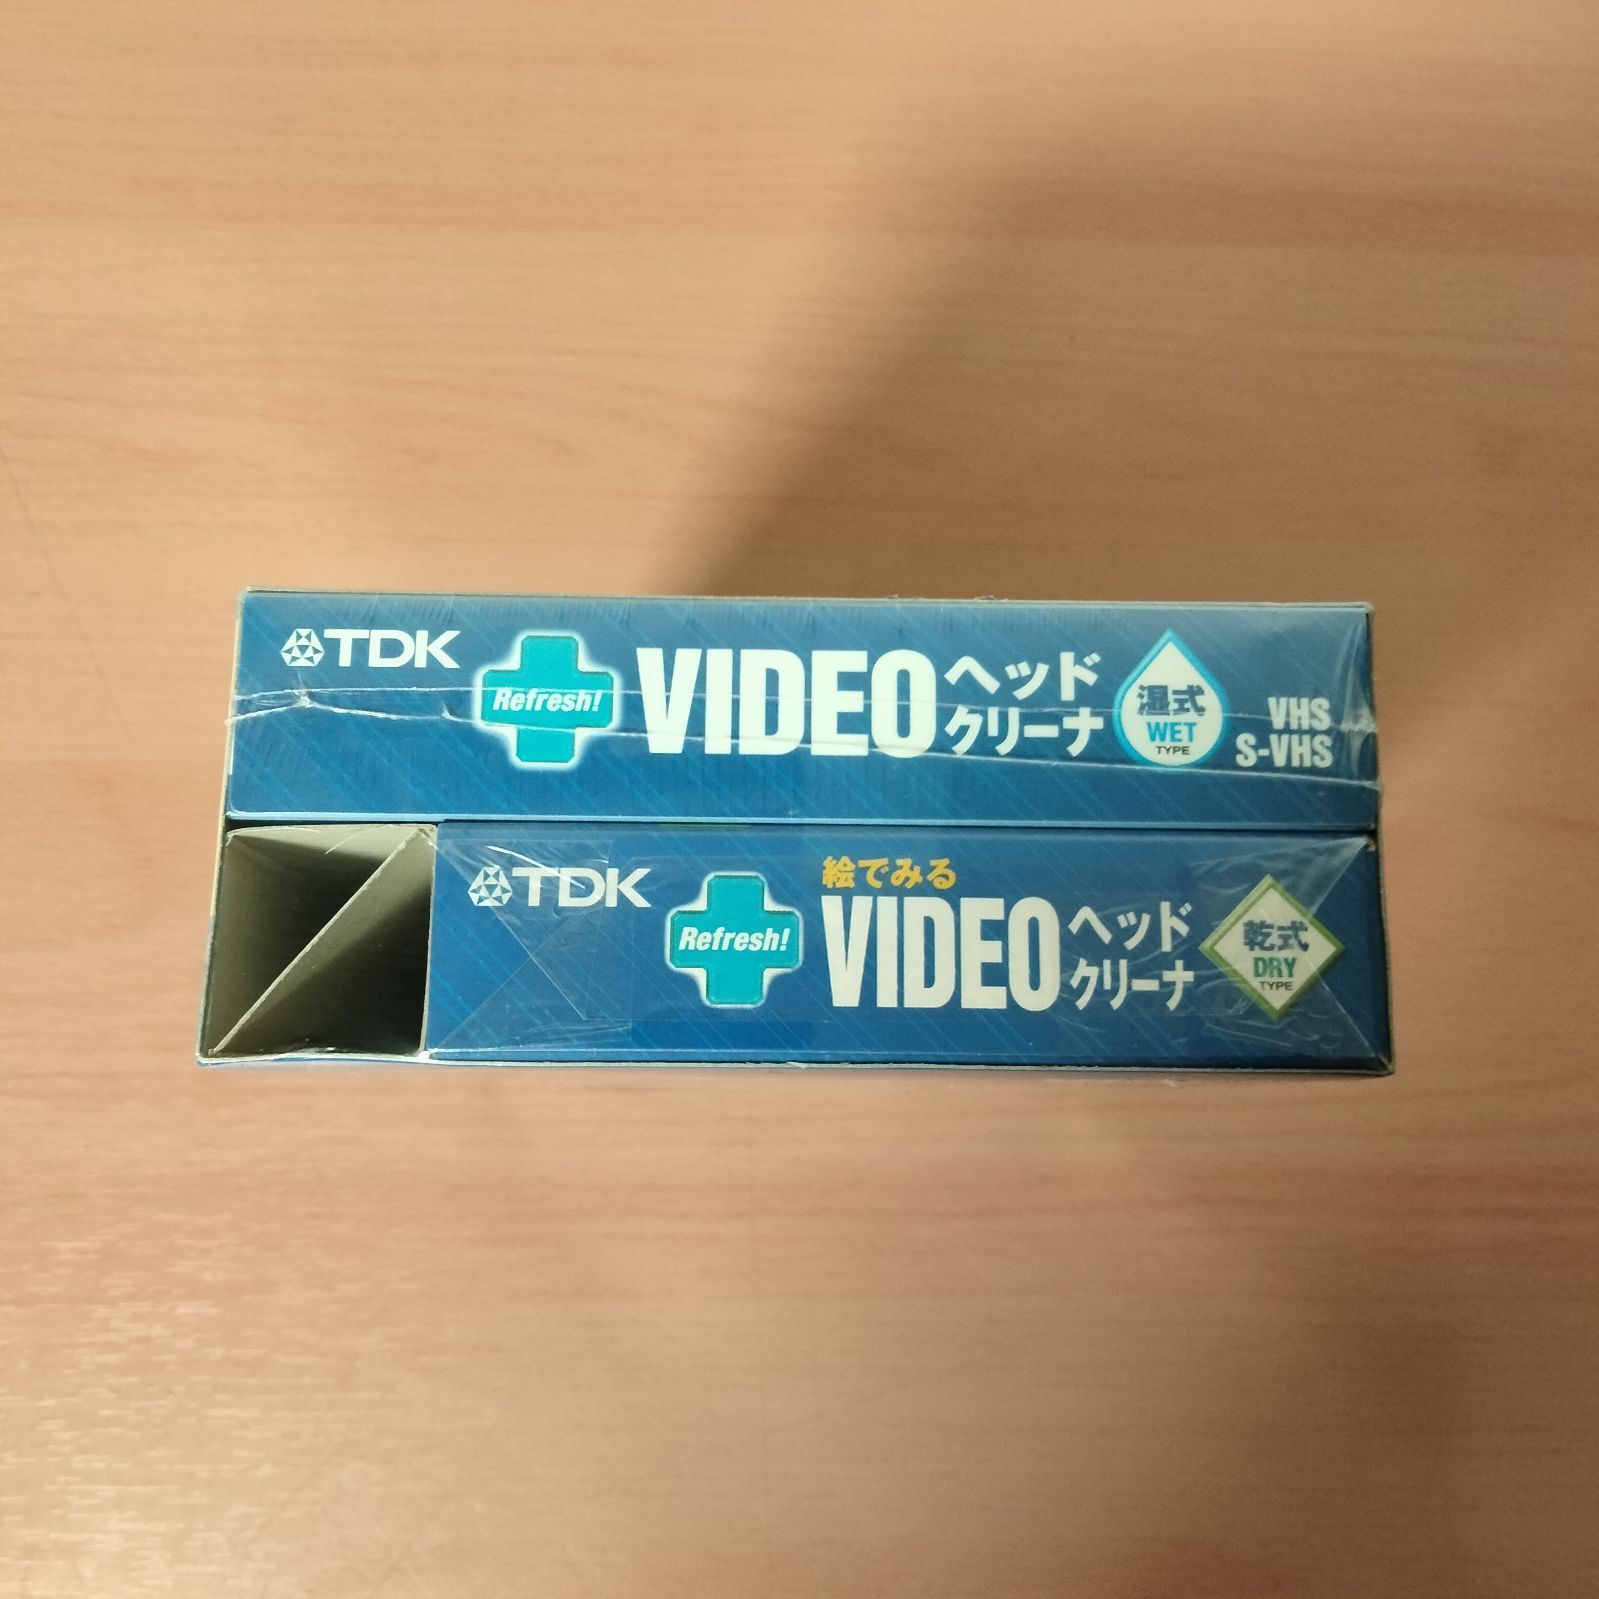 TDK
Refresh!
VIDEO ヘッド
クリーナ
湿式
WET
TYPE
VHS
S-VHS
TDK
Refresh!
絵でみる
VIDEO ヘッド
クリーナ
乾式
DRY
TYPE